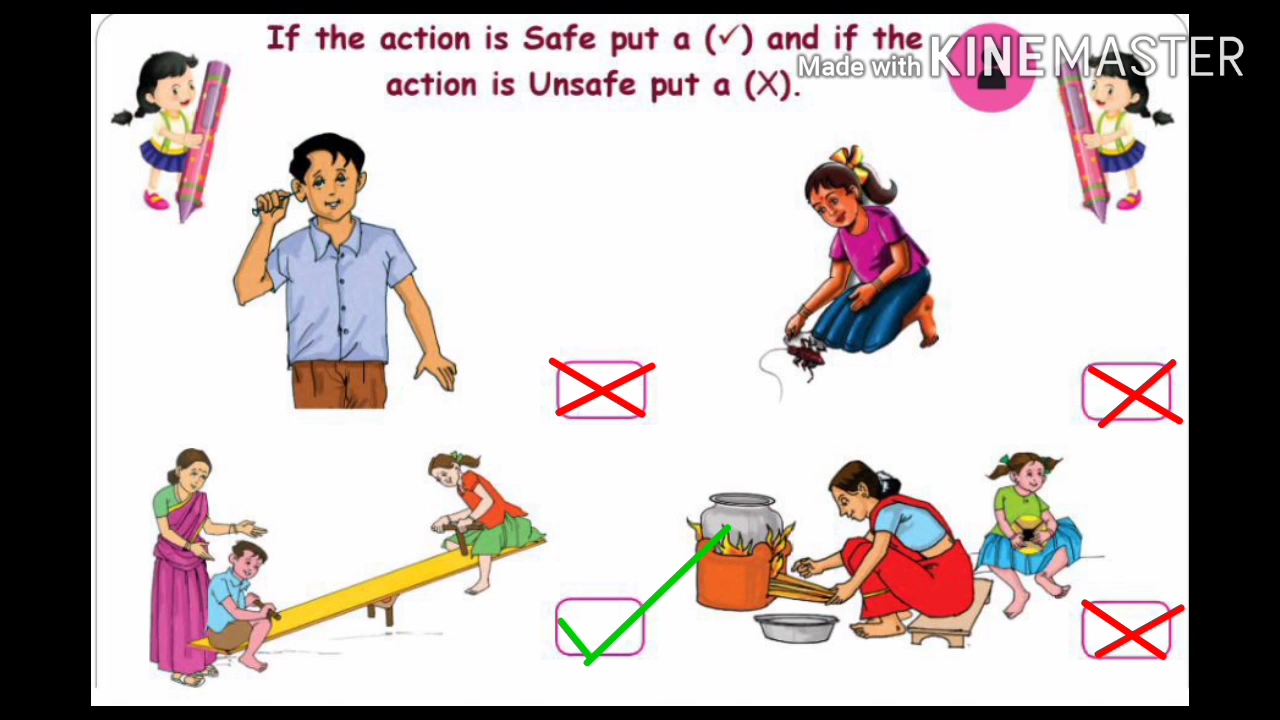 If the action is Safe put a (✓) and if the
action is Unsafe put a (X).
Made with KINEMASTER